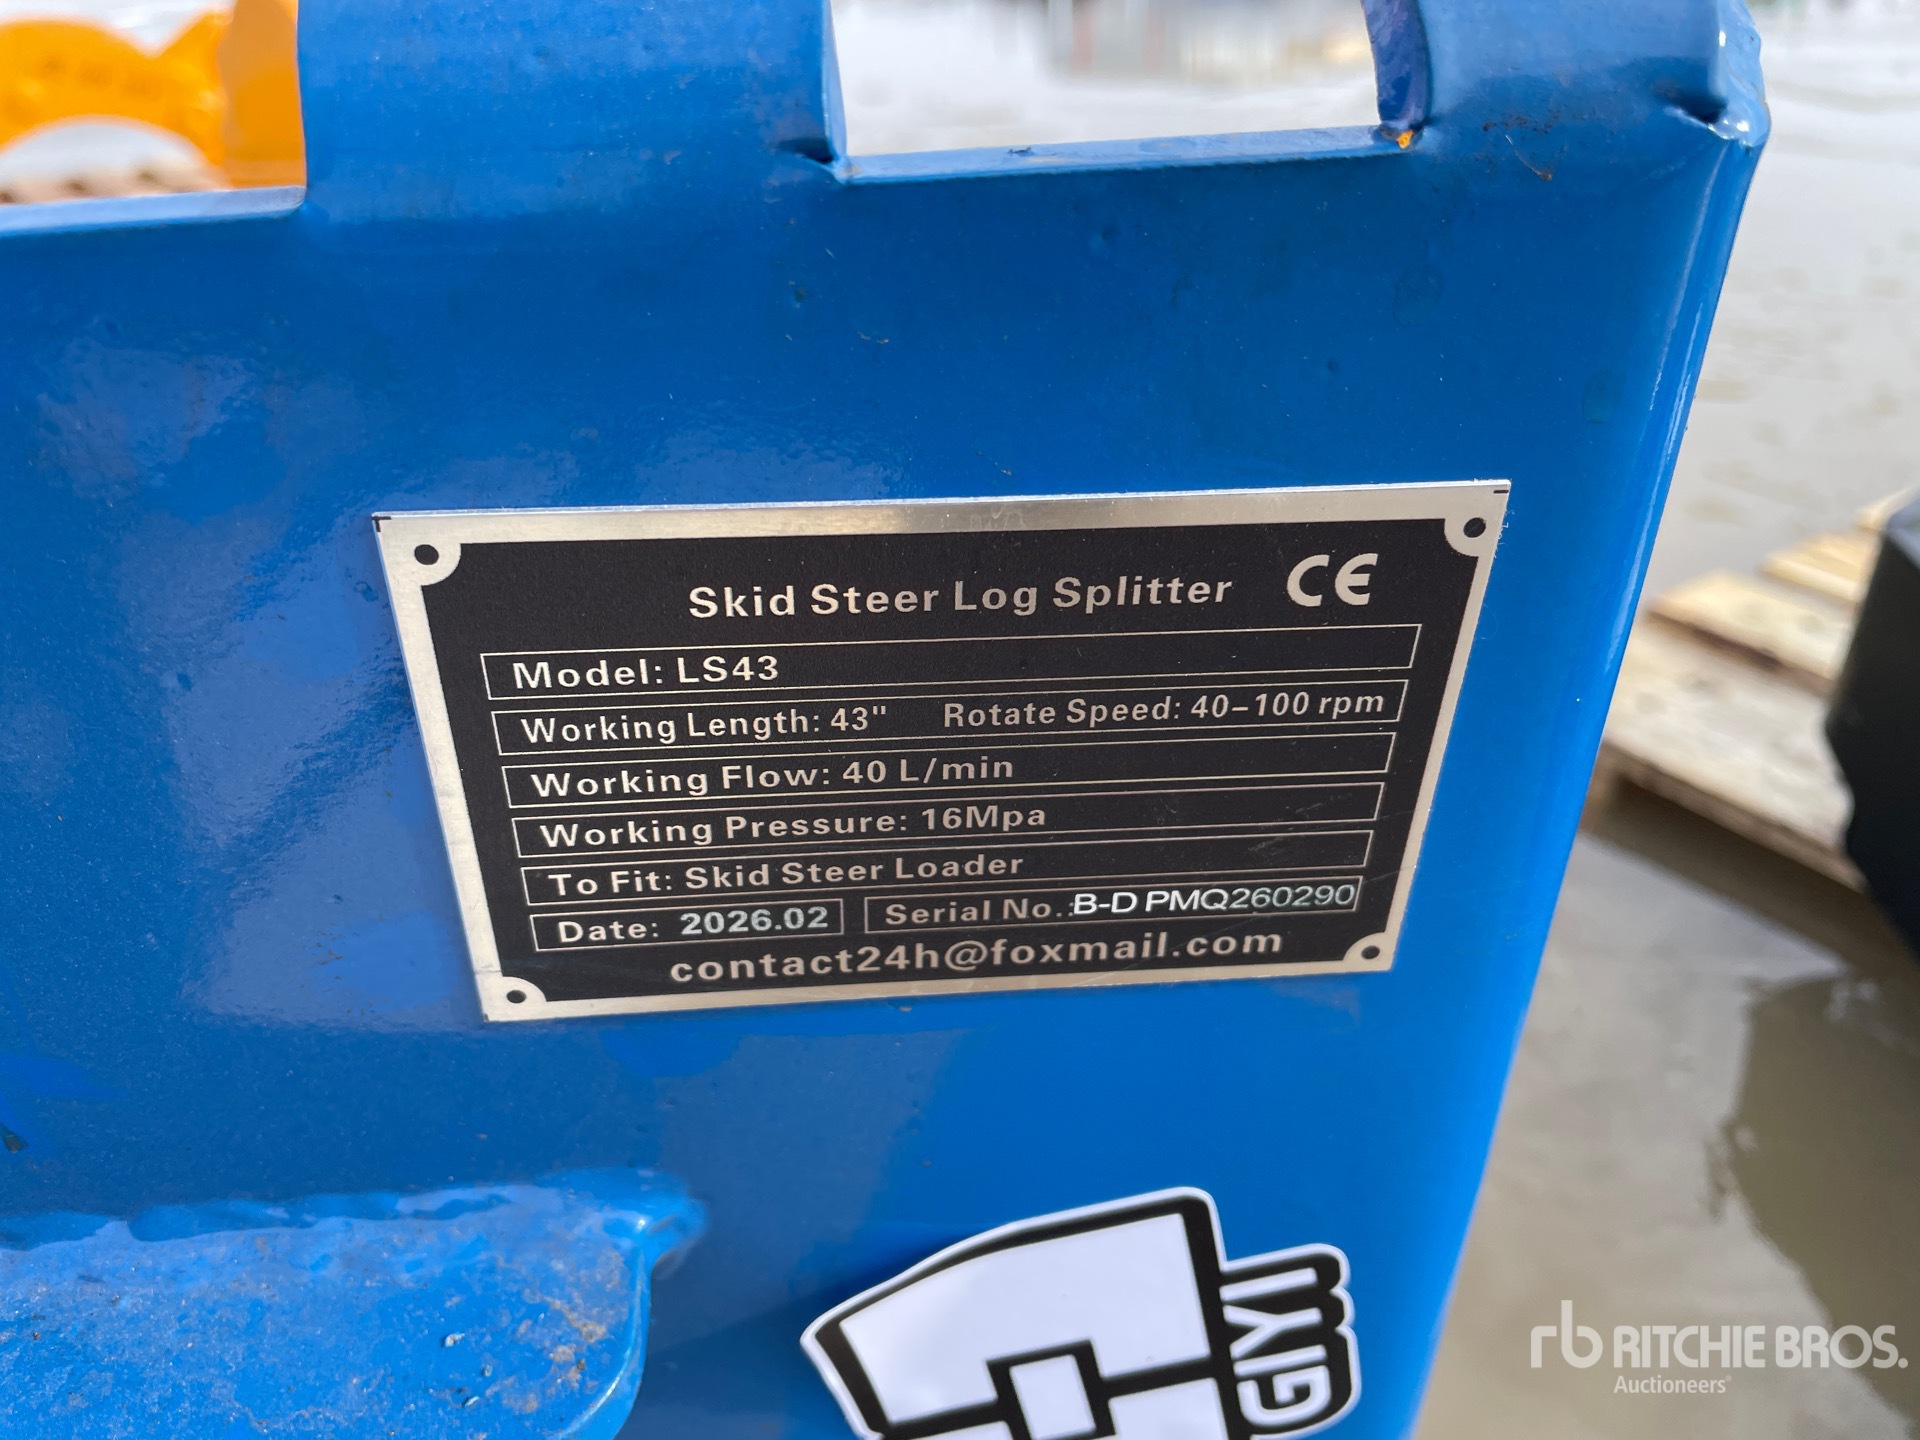 Skid Steer Log Splitter CE
Model: LS43
Working Length: 43" Rotate Speed: 40-100 rpm
Working Flow: 40 L/min
Working Pressure: 16Mpa
To Fit: Skid Steer Loader
Date: 2026.02 Serial No.:B-D PMQ260290
contact24h@foxmail.com
GIYI
rb RITCHIE BROS.
Auctioneers